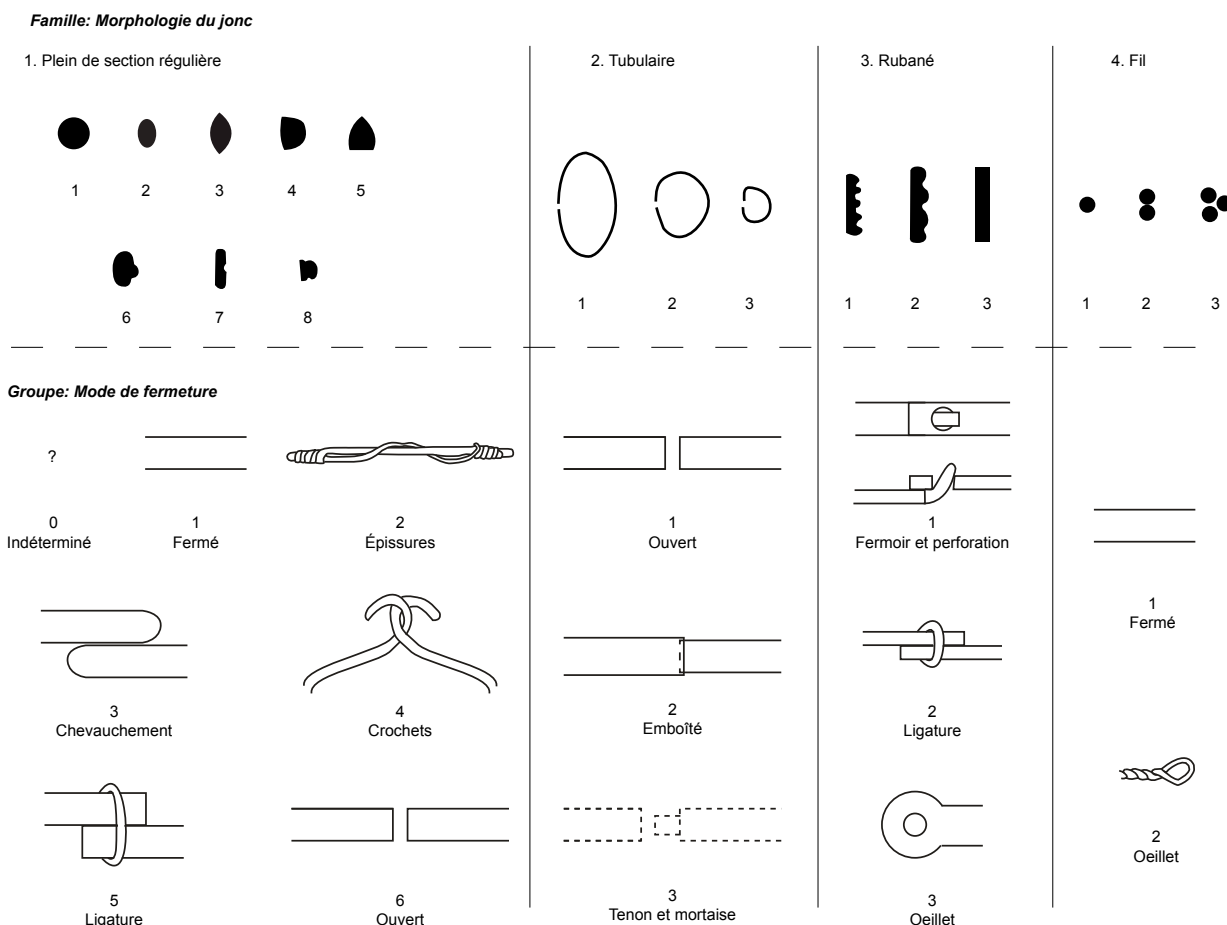 Famille: Morphologie du jonc
1. Plein de section régulière
2. Tubulaire
3. Rubané
4. Fil
1 2 3 4 5
6 7 8
1 2 3
1 2 3
1 2 3
Groupe: Mode de fermeture
?
0
Indéterminé
1
Fermé
2
Épissures
3
Chevauchement
4
Crochets
5
Ligature
6
Ouvert
1
Ouvert
2
Emboîté
3
Tenon et mortaise
1
Fermoir et perforation
2
Ligature
3
Oeillet
1
Fermé
2
Oeillet